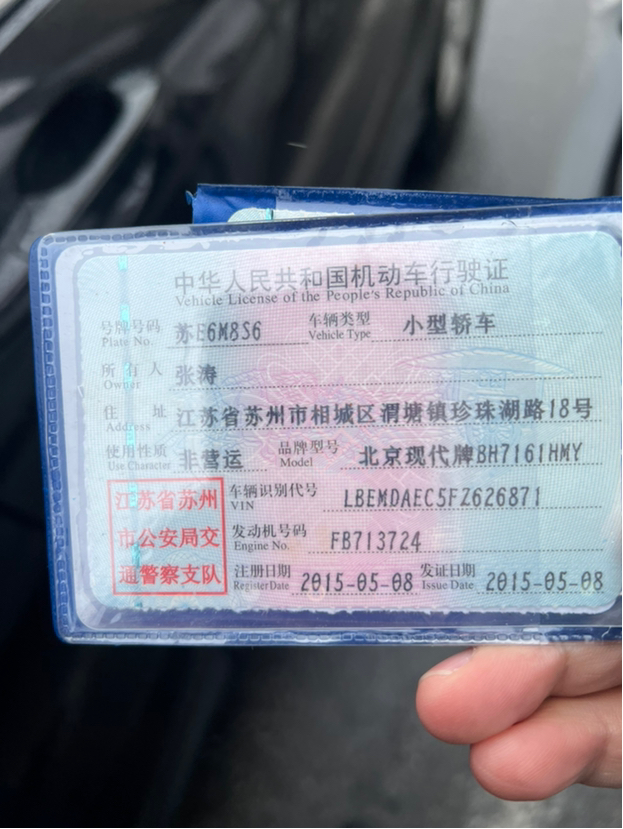 中华人民共和国机动车行驶证
Vehicle License of the People's Republic of China
号牌号码 苏E6M8S6 车辆类型 小型轿车
Plate No. Vehicle Type
所有人 张涛
Owner
住址 江苏省苏州市相城区渭塘镇珍珠湖路18号
Address
使用性质 非营运 品牌型号 北京现代牌BH7161HMY
Use Character Model
江苏省苏州
市公安局交
通警察支队
车辆识别代号 LBEMDAEC5FZ626871
VIN
发动机号码 FB713724
Engine No.
注册日期 2015-05-08 发证日期 2015-05-08
Register Date Issue Date